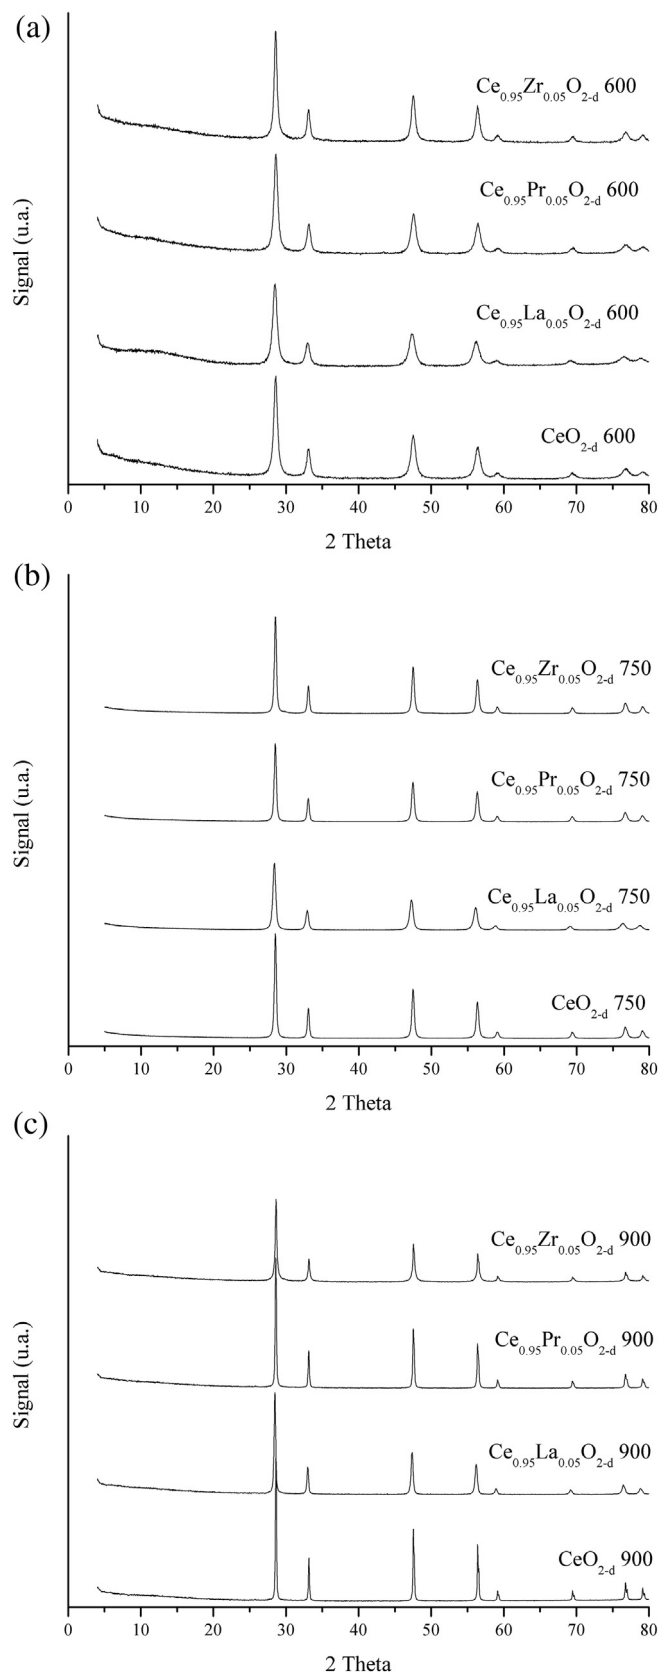 (a)
Ce0.95Zr0.05O2-d 600
Ce0.95Pr0.05O2-d 600
Ce0.95La0.05O2-d 600
CeO2-d 600
Signal (u.a.)
0 10 20 30 40 50 60 70 80
2 Theta
(b)
Ce0.95Zr0.05O2-d 750
Ce0.95Pr0.05O2-d 750
Ce0.95La0.05O2-d 750
CeO2-d 750
Signal (u.a.)
0 10 20 30 40 50 60 70 80
2 Theta
(c)
Ce0.95Zr0.05O2-d 900
Ce0.95Pr0.05O2-d 900
Ce0.95La0.05O2-d 900
CeO2-d 900
Signal (u.a.)
0 10 20 30 40 50 60 70 80
2 Theta